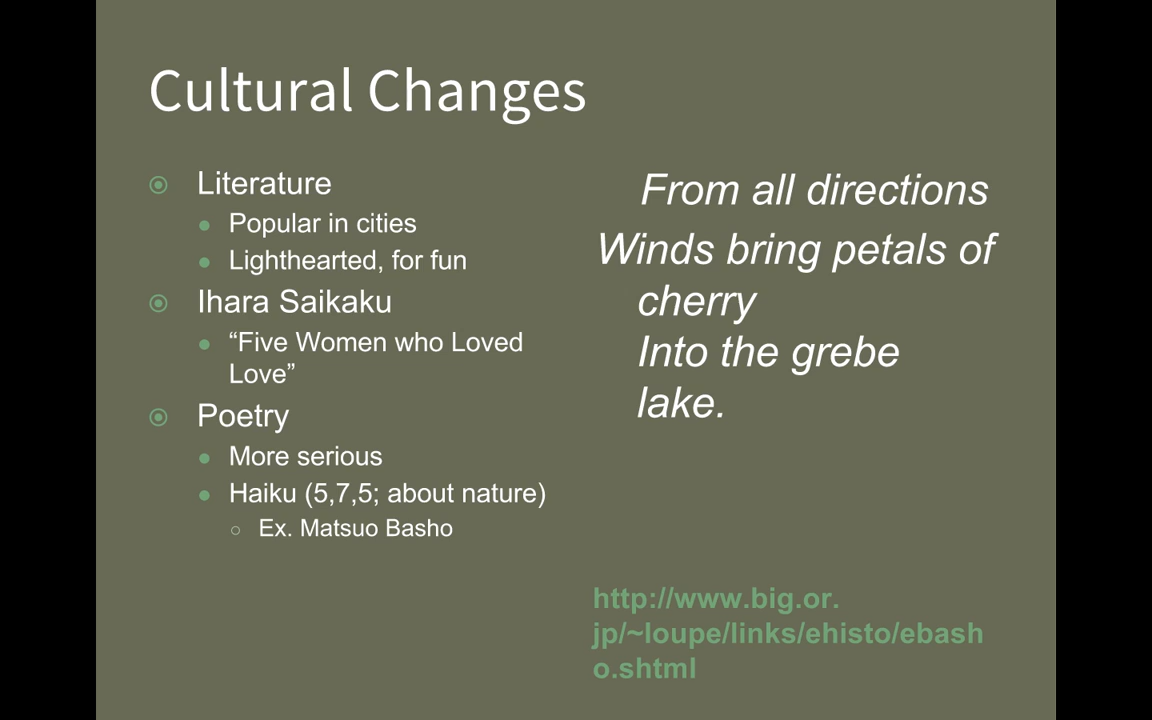 Cultural Changes
Literature
Popular in cities
Lighthearted, for fun
Ihara Saikaku
“Five Women who Loved
Love”
Poetry
More serious
Haiku (5,7,5; about nature)
Ex. Matsuo Basho
From all directions
Winds bring petals of
cherry
Into the grebe
lake.
http://www.big.or.
jp/~loupe/links/ehisto/ebash
o.shtml